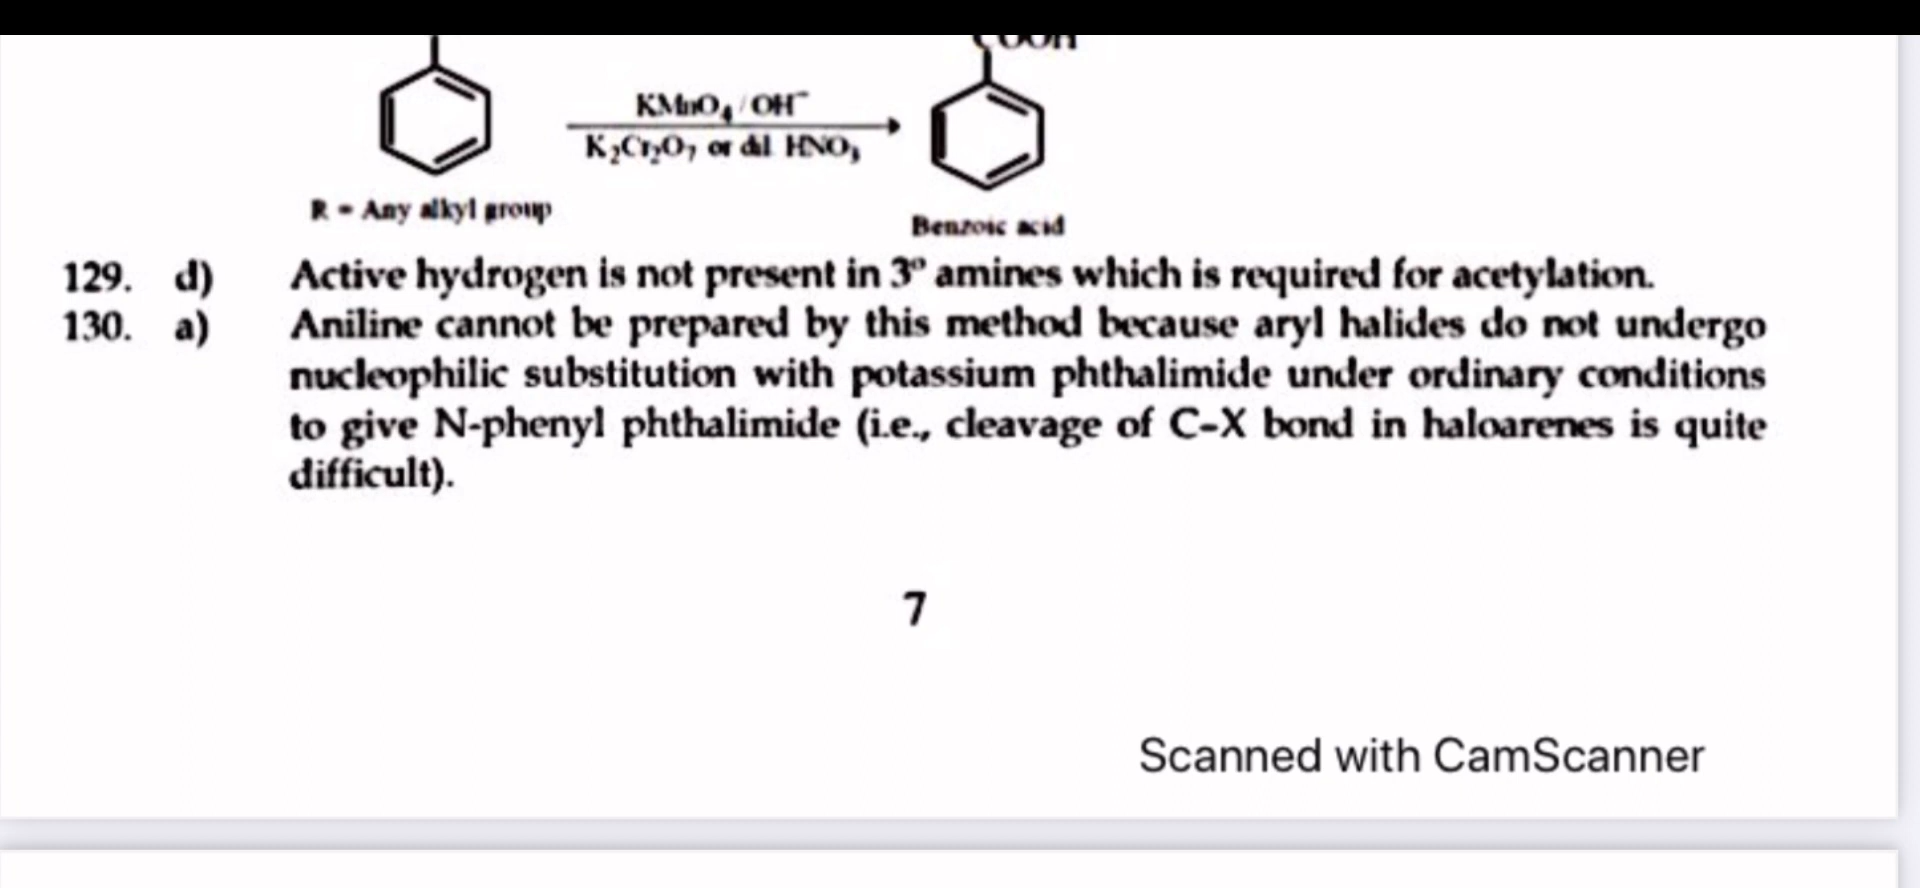 COOH
KMnO₄ / OH⁻
K₂Cr₂O₇ or dil. HNO₃
R = Any alkyl group
Benzoic acid
129. d) Active hydrogen is not present in 3º amines which is required for acetylation.
130. a) Aniline cannot be prepared by this method because aryl halides do not undergo
nucleophilic substitution with potassium phthalimide under ordinary conditions
to give N-phenyl phthalimide (i.e., cleavage of C–X bond in haloarenes is quite
difficult).
7
Scanned with CamScanner